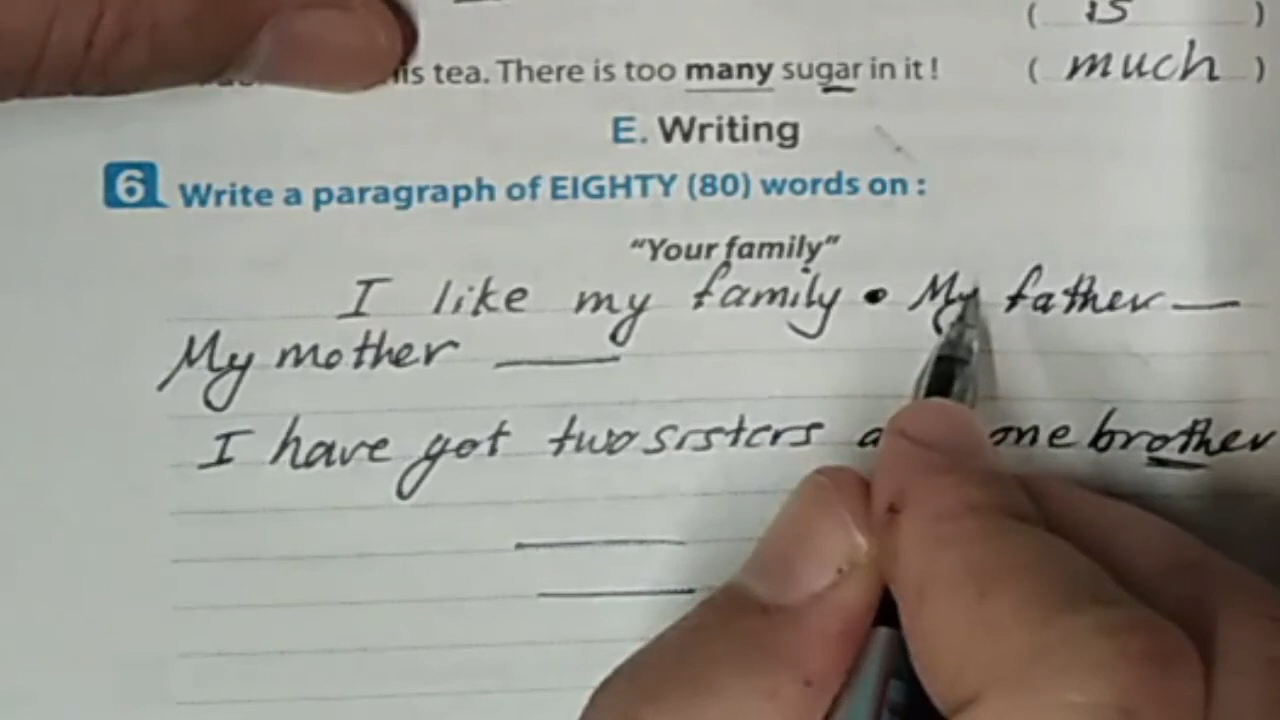 ( is )
is tea. There is too many sugar in it ! ( much )
E. Writing
6 Write a paragraph of EIGHTY (80) words on :
"Your family"
I like my family . My father —
My mother —
I have got two sisters one brother